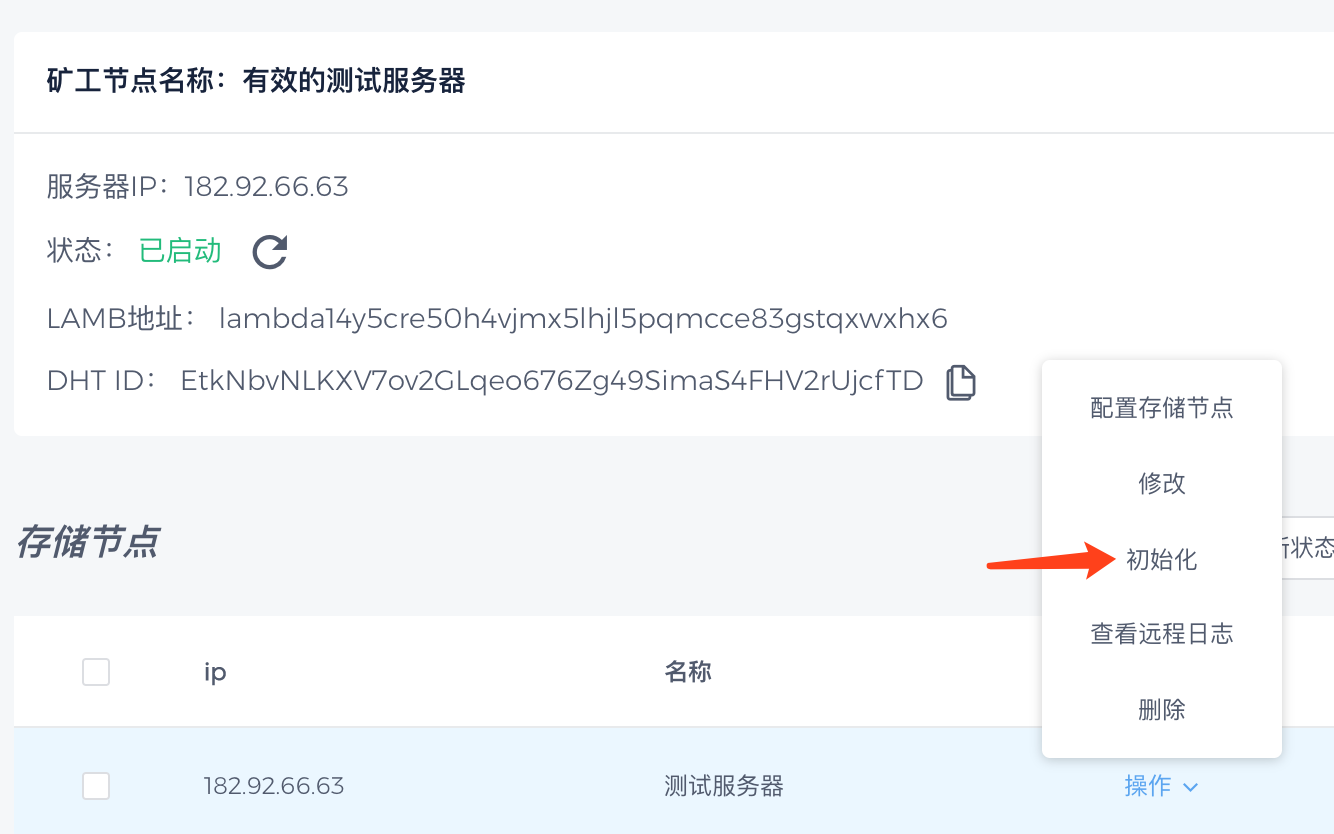 矿工节点名称：有效的测试服务器
服务器IP：182.92.66.63
状态：已启动
LAMB地址：lambda14y5cre50h4vjmx5lhjl5pqmcce83gstqxwxhx6
DHT ID：EtkNbvNLKXV7ov2GLqeo676Zg49SimaS4FHV2rUjcfTD
配置存储节点
修改
初始化
查看远程日志
删除
存储节点
状态
ip 名称
182.92.66.63 测试服务器 操作